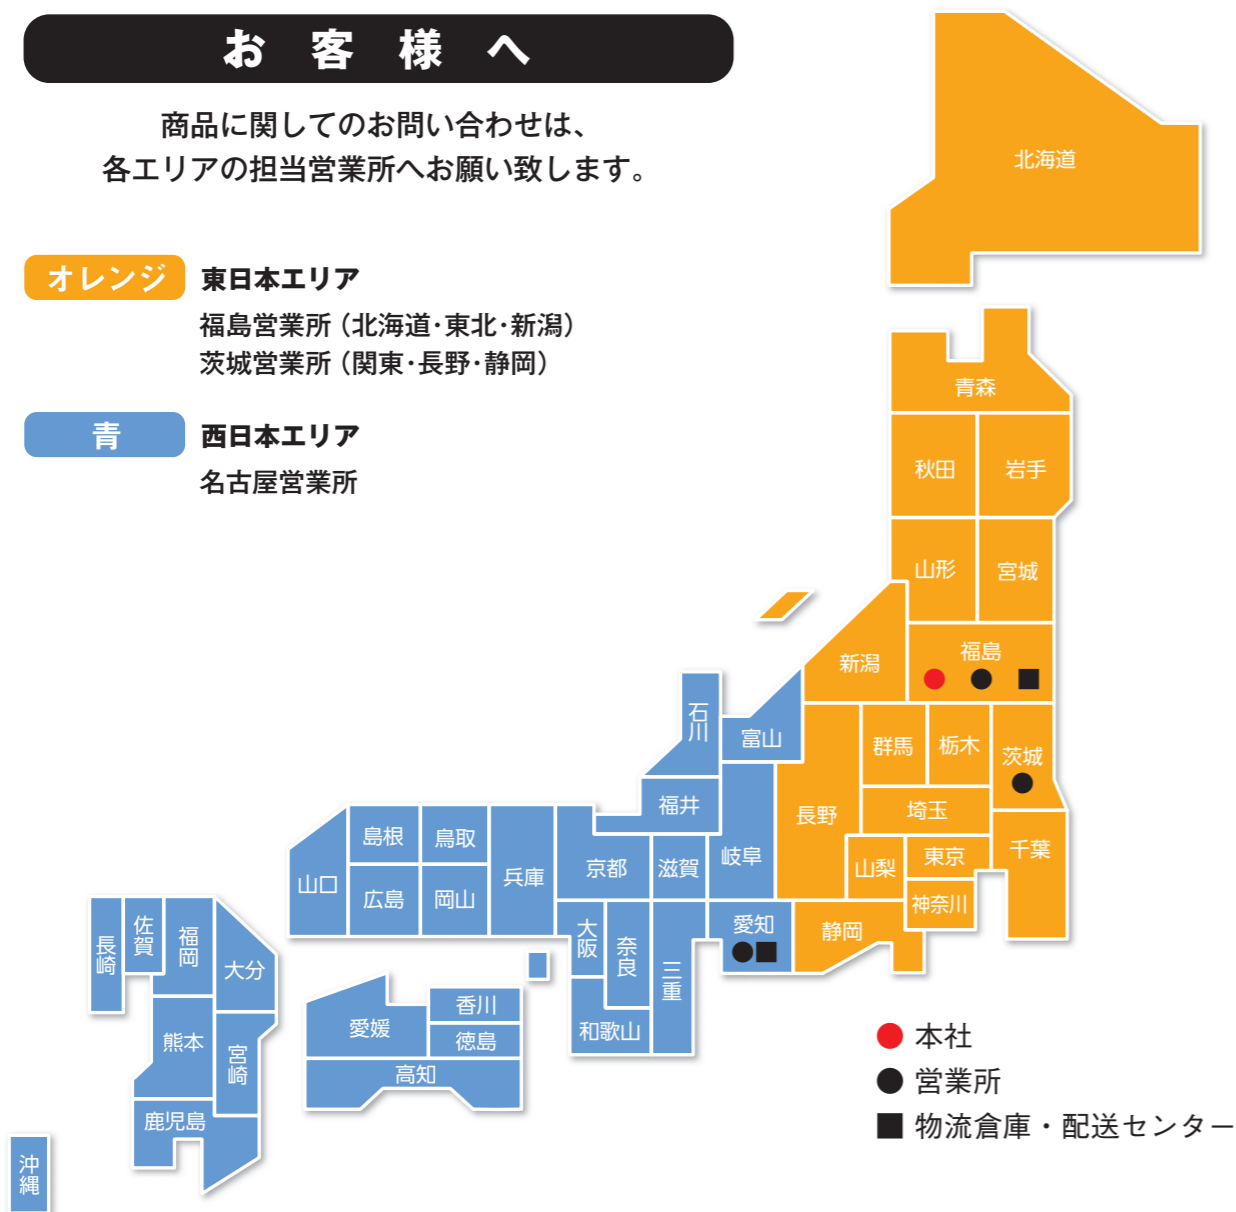 お客様へ
商品に関してのお問い合わせは、
各エリアの担当営業所へお願い致します。
オレンジ 東日本エリア
福島営業所（北海道・東北・新潟）
茨城営業所（関東・長野・静岡）
青 西日本エリア
名古屋営業所
北海道
青森
秋田
岩手
山形
宮城
新潟
福島
石川
富山
群馬
栃木
茨城
福井
長野
埼玉
島根
鳥取
兵庫
京都
滋賀
岐阜
山梨
東京
千葉
山口
広島
岡山
神奈川
長崎
佐賀
福岡
大分
大阪
奈良
三重
愛知
静岡
香川
愛媛
徳島
和歌山
高知
熊本
宮崎
鹿児島
沖縄
本社
営業所
物流倉庫・配送センター